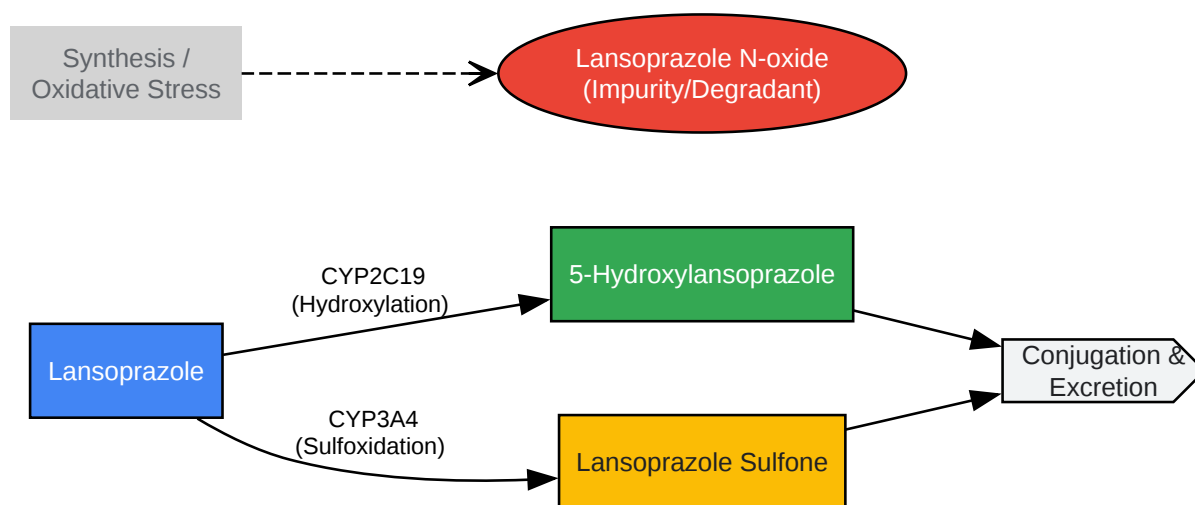 Synthesis /
Oxidative Stress
Lansoprazole N-oxide
(Impurity/Degradant)
CYP2C19
(Hydroxylation)
5-Hydroxylansoprazole
Lansoprazole
Conjugation &
Excretion
CYP3A4
(Sulfoxidation)
Lansoprazole Sulfone